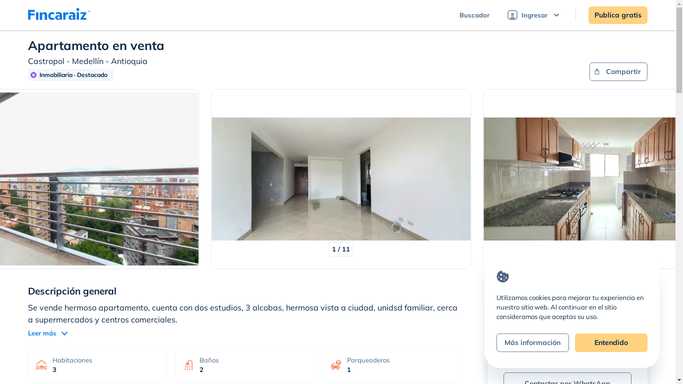 Fincaraiz
Buscador
Ingresar
Publica gratis
Apartamento en venta
Castropol - Medellín - Antioquia
Inmobiliaria · Destacado
Compartir
1 / 11
Descripción general
Se vende hermoso apartamento, cuenta con dos estudios, 3 alcobas, hermosa vista a ciudad, unidsd familiar, cerca
a supermercados y centros comerciales.
Leer más
Habitaciones
3
Baños
2
Parqueaderos
1
Utilizamos cookies para mejorar tu experiencia en
nuestro sitio web. Al continuar en el sitio
consideramos que aceptas su uso.
Más información
Entendido
Contactar por WhatsApp